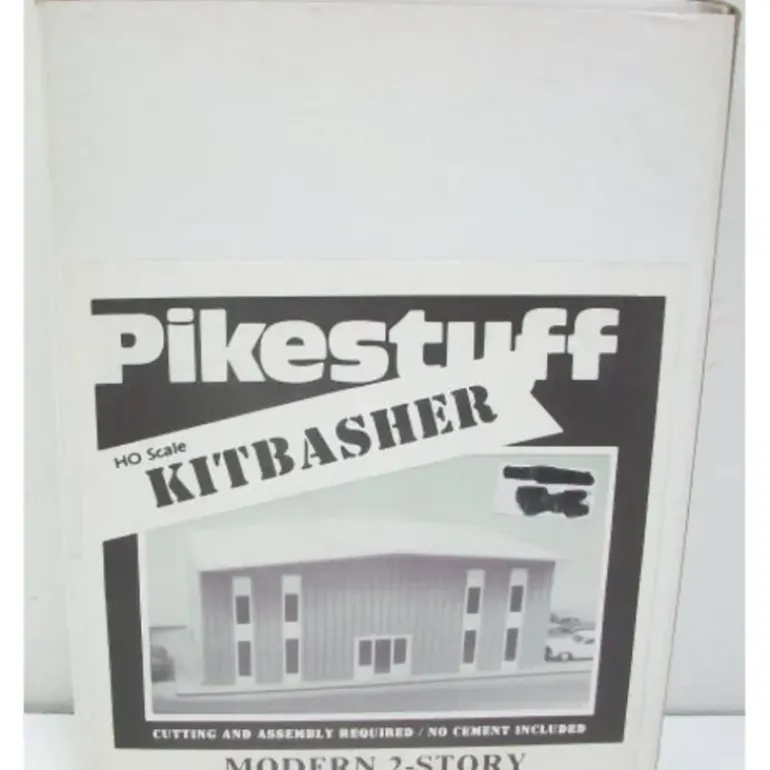 Pikestuff
HO Scale
KITBASHER
CUTTING AND ASSEMBLY REQUIRED / NO CEMENT INCLUDED
MODERN 2-STORY